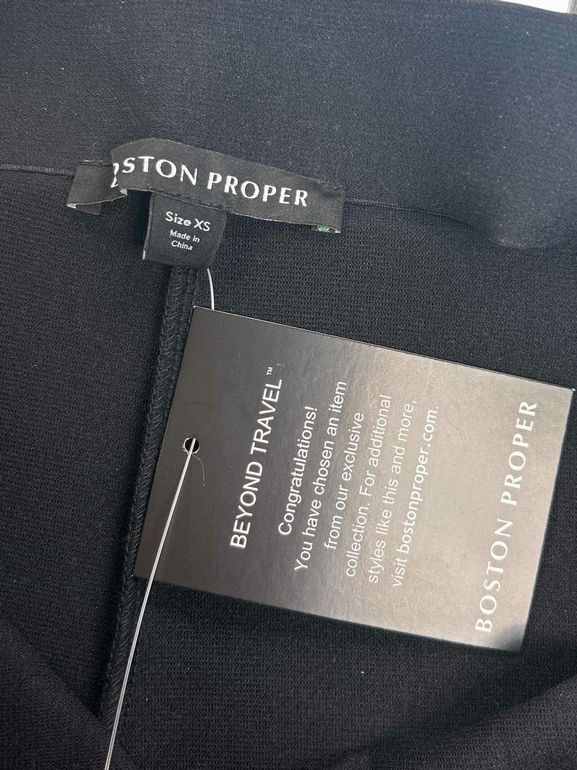 STON PROPER
Size XS
Made in
China
BEYOND TRAVEL™
Congratulations!
You have chosen an item
from our exclusive
collection. For additional
styles like this and more,
visit bostonproper.com.
BOSTON PROPER